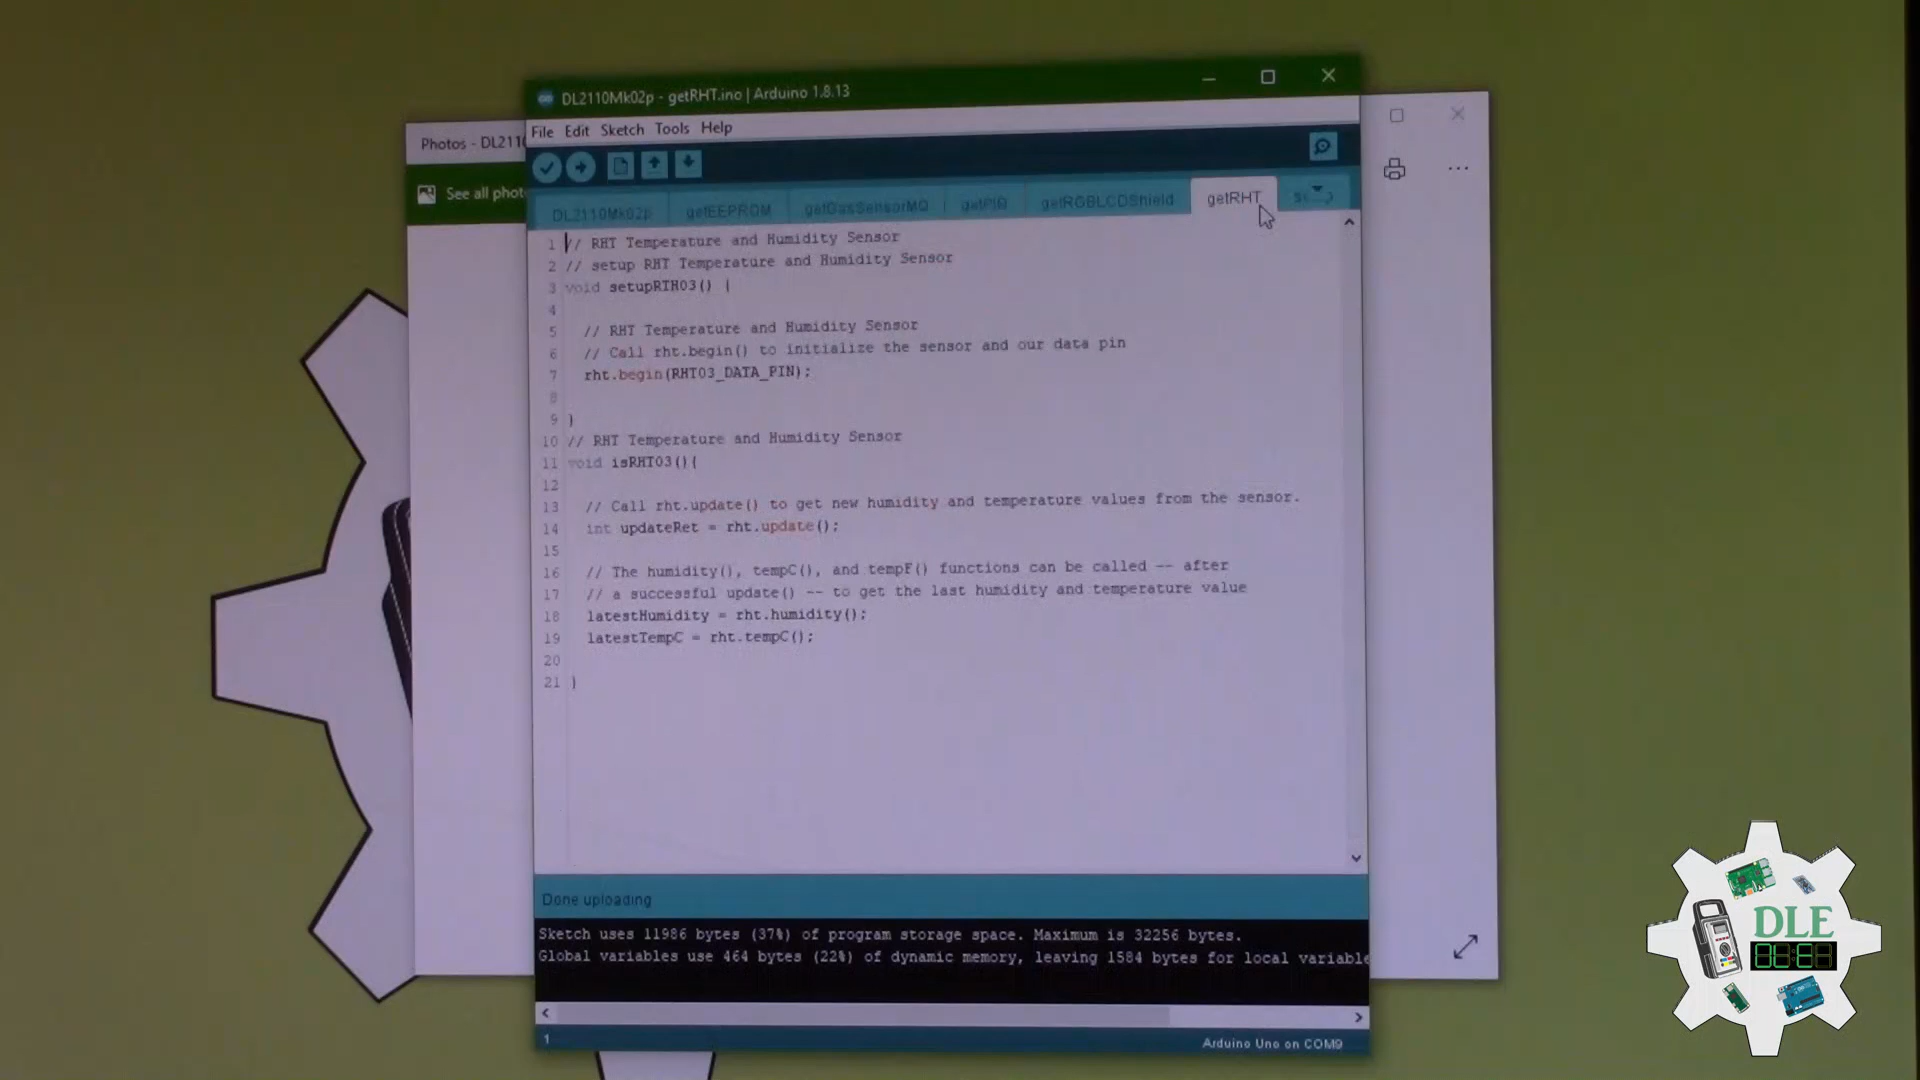 DL2110Mk02p - getRHT.ino | Arduino 1.8.13
Photos - DL2110
File Edit Sketch Tools Help
See all phot
DL2110Mk02p getEEPROM getGasSensorMQ getPIR getRGBLCDShield getRHT
1 // RHT Temperature and Humidity Sensor
2 // setup RHT Temperature and Humidity Sensor
3 void setupRTH03() {
4
5 // RHT Temperature and Humidity Sensor
6 // Call rht.begin() to initialize the sensor and our data pin
7 rht.begin(RHT03_DATA_PIN);
8
9 }
10 // RHT Temperature and Humidity Sensor
11 void isRHT03(){
12
13 // Call rht.update() to get new humidity and temperature values from the sensor.
14 int updateRet = rht.update();
15
16 // The humidity(), tempC(), and tempF() functions can be called -- after
17 // a successful update() -- to get the last humidity and temperature value
18 latestHumidity = rht.humidity();
19 latestTempC = rht.tempC();
20
21 }
Done uploading
Sketch uses 11986 bytes (37%) of program storage space. Maximum is 32256 bytes.
Global variables use 464 bytes (22%) of dynamic memory, leaving 1584 bytes for local variable
1
Arduino Uno on COM9
DLE